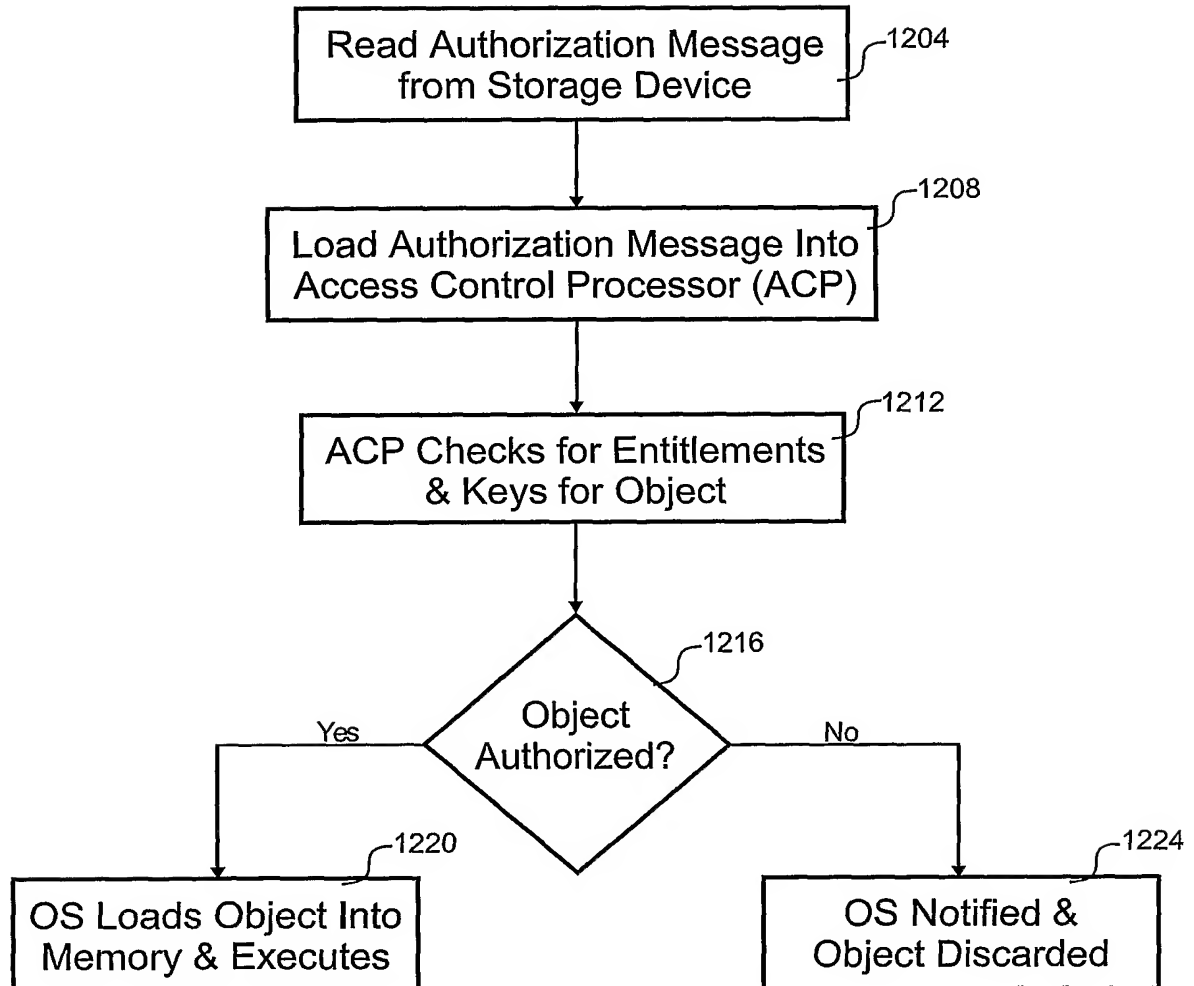 Read Authorization Message
from Storage Device
1204
Load Authorization Message Into
Access Control Processor (ACP)
1208
ACP Checks for Entitlements
& Keys for Object
1212
Object
Authorized?
1216
Yes
No
OS Loads Object Into
Memory & Executes
1220
OS Notified &
Object Discarded
1224